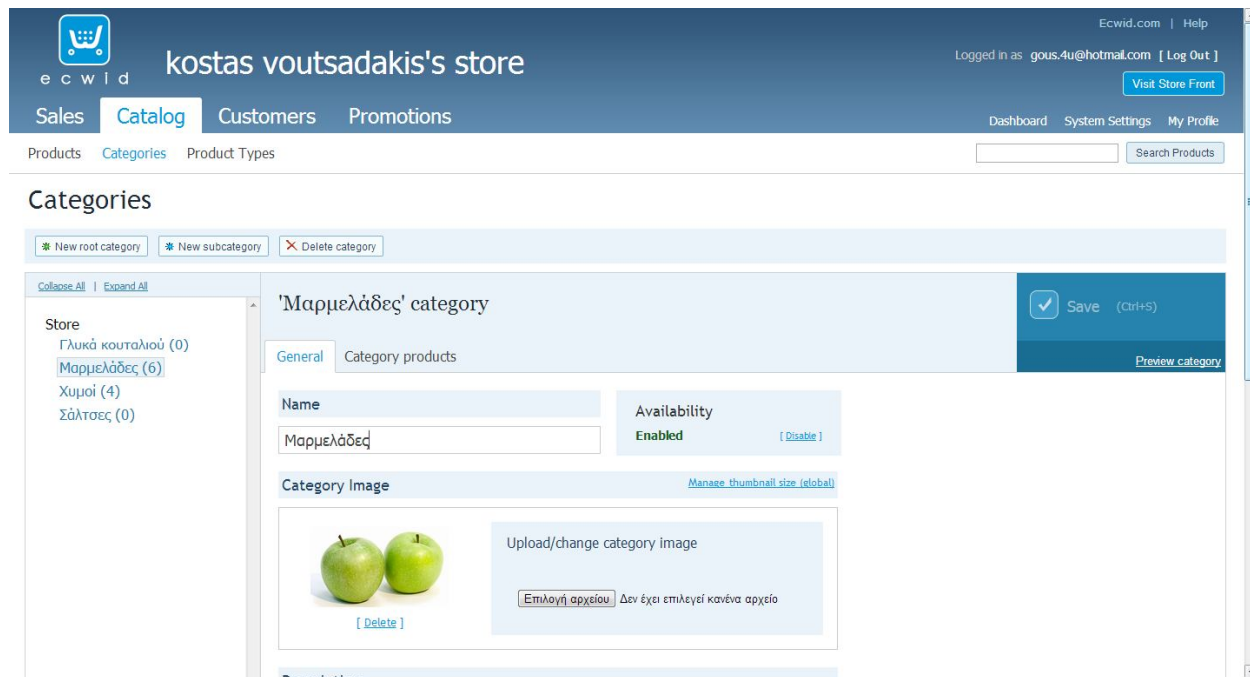 Ecwid.com | Help
ecwid
kostas voutsadakis's store
Logged in as gous.4u@hotmail.com [ Log Out ]
Visit Store Front
Sales Catalog Customers Promotions
Dashboard System Settings My Profile
Products Categories Product Types
Search Products
Categories
New root category New subcategory Delete category
Collapse All | Expand All
Store
Γλυκά κουταλιού (0)
Μαρμελάδες (6)
Χυμοί (4)
Σάλτσες (0)
'Μαρμελάδες' category
Save (Ctrl+S)
General Category products
Preview category
Name
Μαρμελάδες
Availability
Enabled [ Disable ]
Category Image
Manage thumbnail size (global)
Upload/change category image
Επιλογή αρχείου Δεν έχει επιλεγεί κανένα αρχείο
[ Delete ]